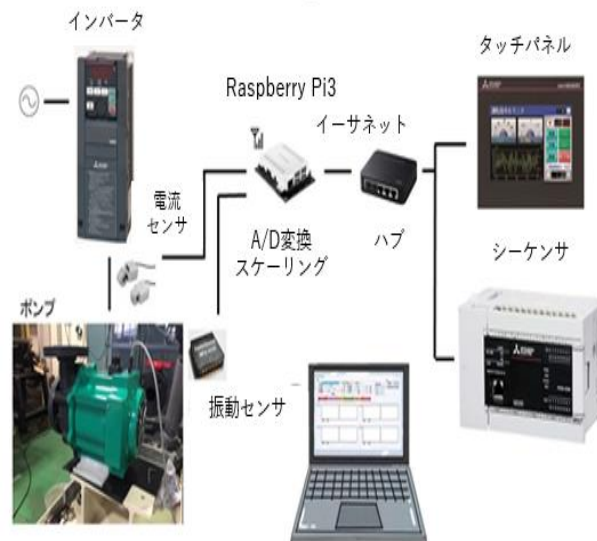 インバータ
タッチパネル
Raspberry Pi3
イーサネット
電流
センサ
A/D変換
スケーリング
ハブ
シーケンサ
ポンプ
振動センサ